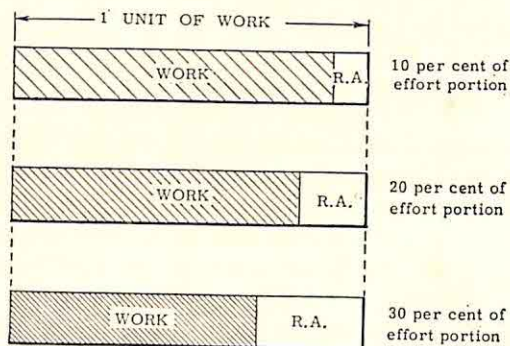 1 UNIT OF WORK
WORK R.A.
10 per cent of
effort portion
WORK R.A.
20 per cent of
effort portion
WORK R.A.
30 per cent of
effort portion